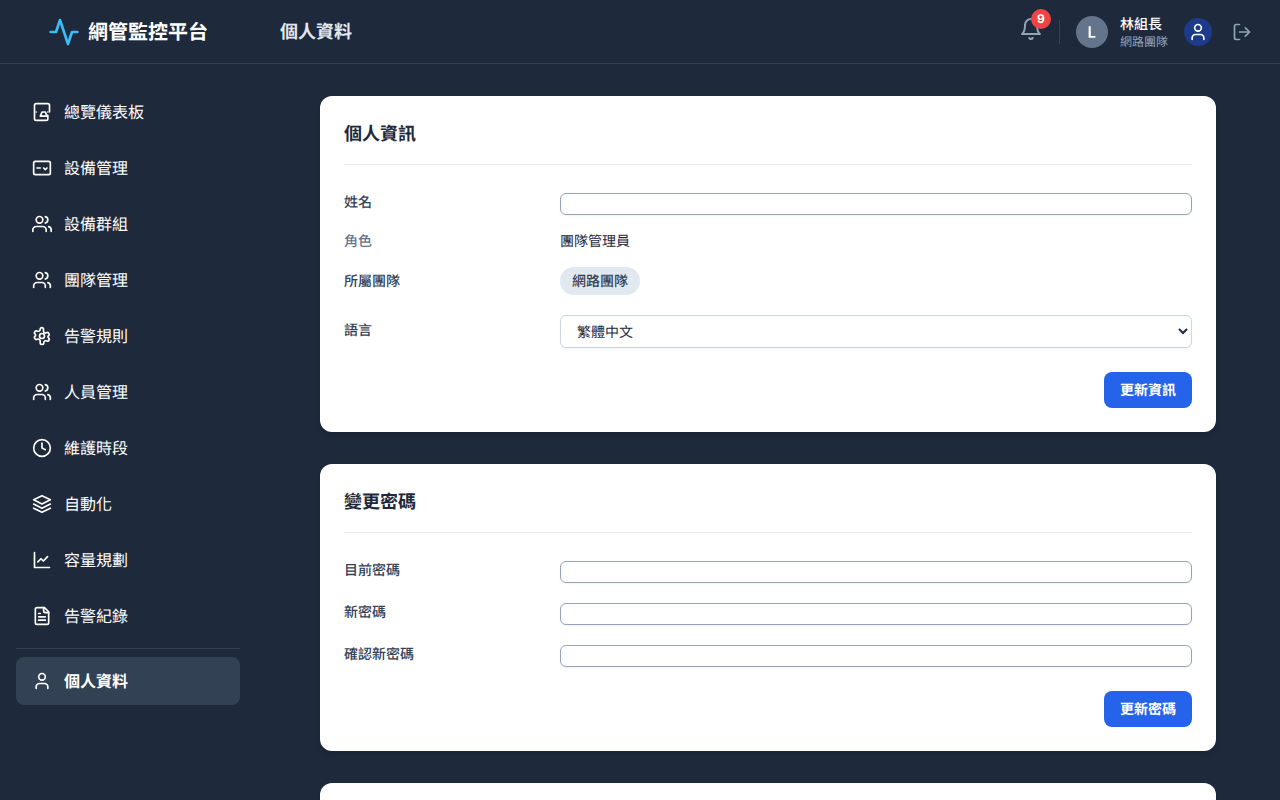 網管監控平台
個人資料
9
L
林組長
網路團隊
總覽儀表板
設備管理
設備群組
團隊管理
告警規則
人員管理
維護時段
自動化
容量規劃
告警紀錄
個人資料
個人資訊
姓名
角色
團隊管理員
所屬團隊
網路團隊
語言
繁體中文
更新資訊
變更密碼
目前密碼
新密碼
確認新密碼
更新密碼